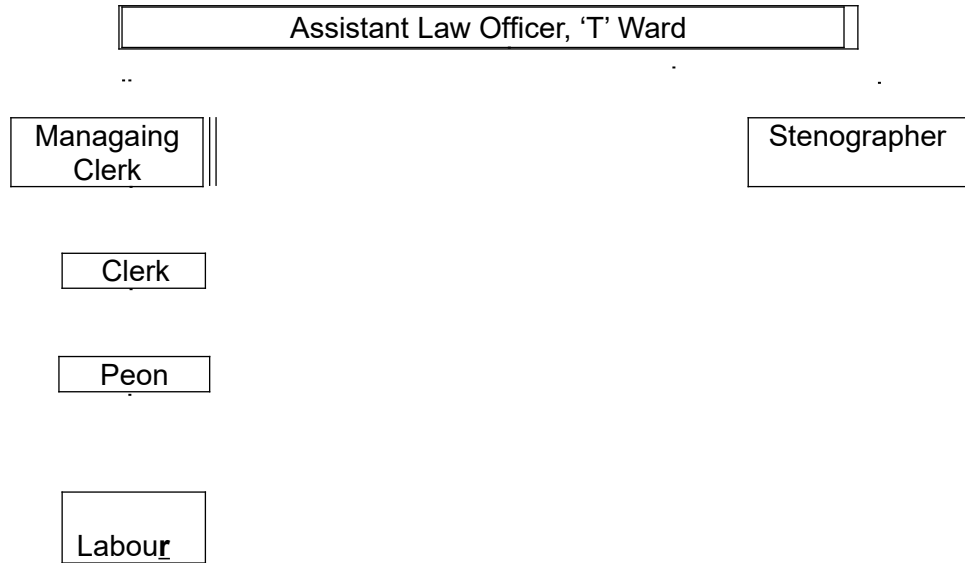 Assistant Law Officer, ‘T’ Ward
Managaing
Clerk
Stenographer
Clerk
Peon
Labour